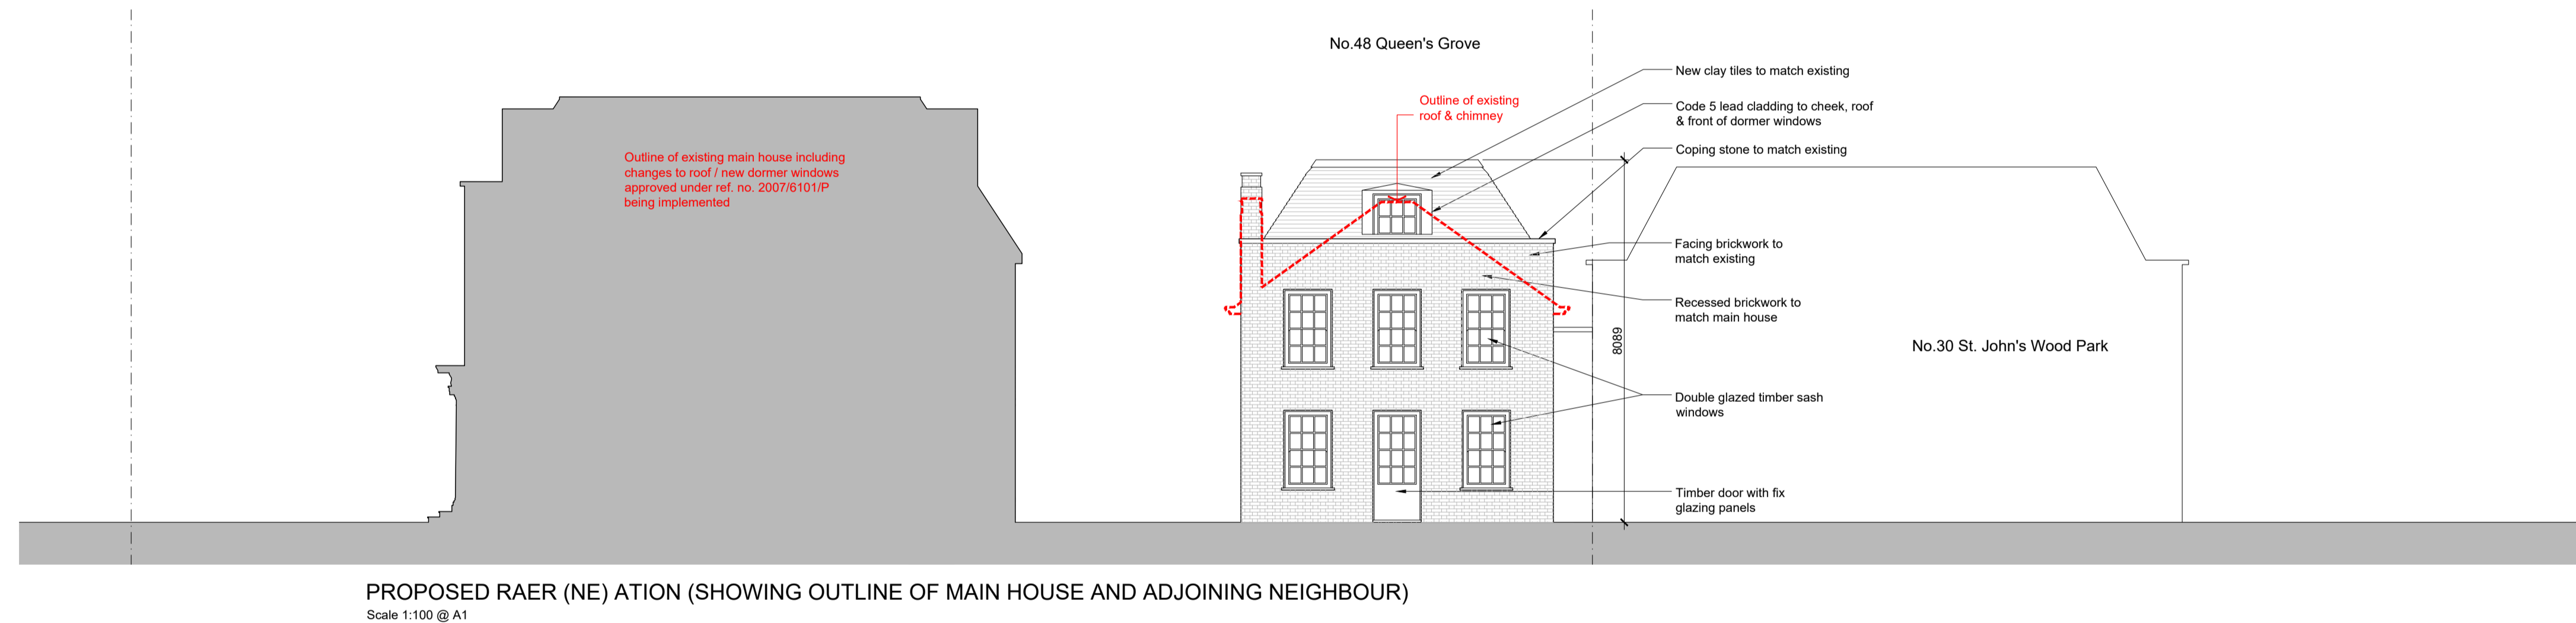 No.48 Queen's Grove
New clay tiles to match existing
Outline of existing
roof & chimney
Code 5 lead cladding to cheek, roof
& front of dormer windows
Coping stone to match existing
Outline of existing main house including
changes to roof / new dormer windows
approved under ref. no. 2007/6101/P
being implemented
Facing brickwork to
match existing
Recessed brickwork to
match main house
8089
No.30 St. John's Wood Park
Double glazed timber sash
windows
Timber door with fix
glazing panels
PROPOSED RAER (NE) ATION (SHOWING OUTLINE OF MAIN HOUSE AND ADJOINING NEIGHBOUR)
Scale 1:100 @ A1